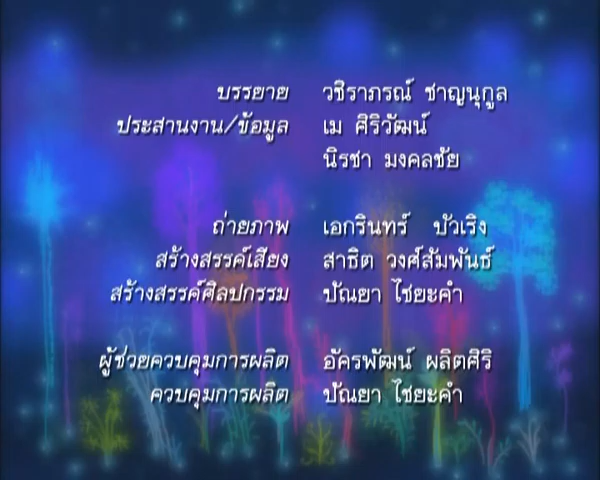 บรรยาย วชิราภรณ์ ชาญนุกูล
ประสานงาน/ข้อมูล เม ศิริวัฒน์
นิรชา มงคลชัย
ถ่ายภาพ เอกรินทร์ บัวเริง
สร้างสรรค์เสียง สาธิต วงศ์สัมพันธ์
สร้างสรรค์ศิลปกรรม ปัณยา ไชยะคำ
ผู้ช่วยควบคุมการผลิต อัครพัฒน์ ผลิตศิริ
ควบคุมการผลิต ปัณยา ไชยะคำ